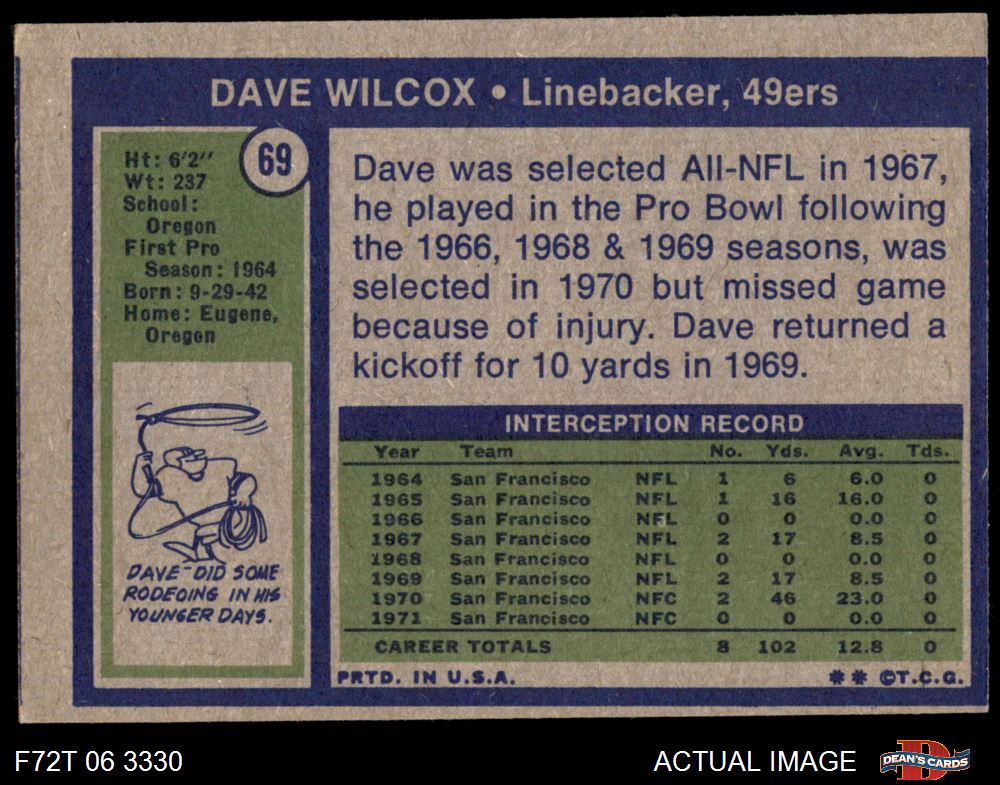 DAVE WILCOX • Linebacker, 49ers
69
Ht: 6'2"
Wt: 237
School:
Oregon
First Pro
Season: 1964
Born: 9-29-42
Home: Eugene,
Oregon
DAVE DID SOME
RODEOING IN HIS
YOUNGER DAYS.
Dave was selected All-NFL in 1967,
he played in the Pro Bowl following
the 1966, 1968 & 1969 seasons, was
selected in 1970 but missed game
because of injury. Dave returned a
kickoff for 10 yards in 1969.
INTERCEPTION RECORD
Year Team No. Yds. Avg. Tds.
1964 San Francisco NFL 1 6 6.0 0
1965 San Francisco NFL 1 16 16.0 0
1966 San Francisco NFL 0 0 0.0 0
1967 San Francisco NFL 2 17 8.5 0
1968 San Francisco NFL 0 0 0.0 0
1969 San Francisco NFL 2 17 8.5 0
1970 San Francisco NFC 2 46 23.0 0
1971 San Francisco NFC 0 0 0.0 0
CAREER TOTALS 8 102 12.8 0
PRTD. IN U.S.A. ** ©T.C.G.
F72T 06 3330 ACTUAL IMAGE D DEAN'S CARDS